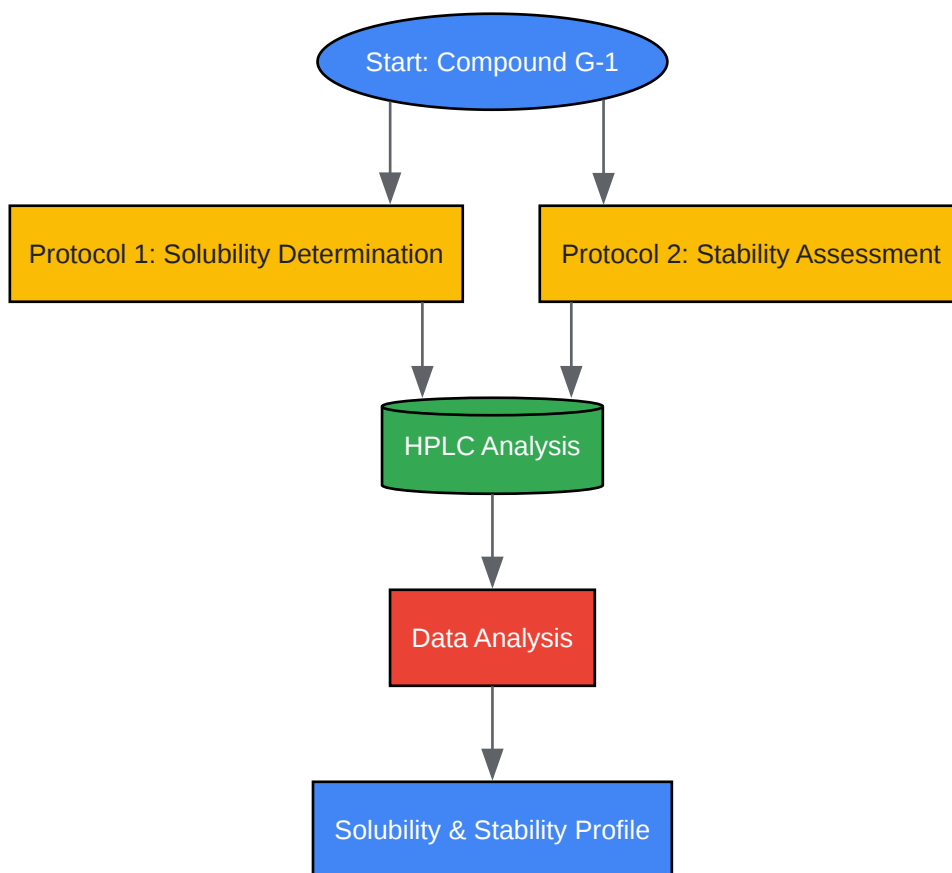 Start: Compound G-1
Protocol 1: Solubility Determination
Protocol 2: Stability Assessment
HPLC Analysis
Data Analysis
Solubility & Stability Profile